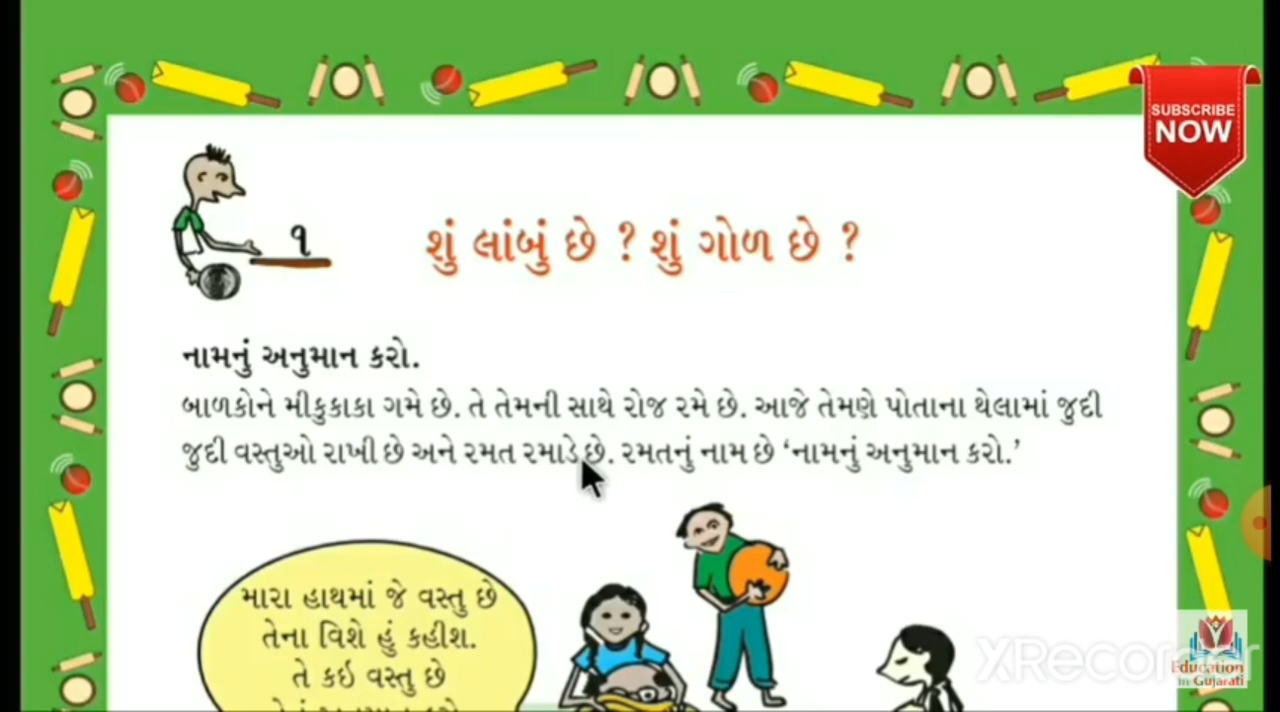 SUBSCRIBE
NOW
૧
શું લાંબું છે ? શું ગોળ છે ?
નામનું અનુમાન કરો.
બાળકોને મીકુકાકા ગમે છે. તે તેમની સાથે રોજ રમે છે. આજે તેમણે પોતાના થેલામાં જુદી
જુદી વસ્તુઓ રાખી છે અને રમત રમાડે છે. રમતનું નામ છે ‘નામનું અનુમાન કરો.’
મારા હાથમાં જે વસ્તુ છે
તેના વિશે હું કહીશ.
તે કઇ વસ્તુ છે
XRecorder
Education
in Gujarati